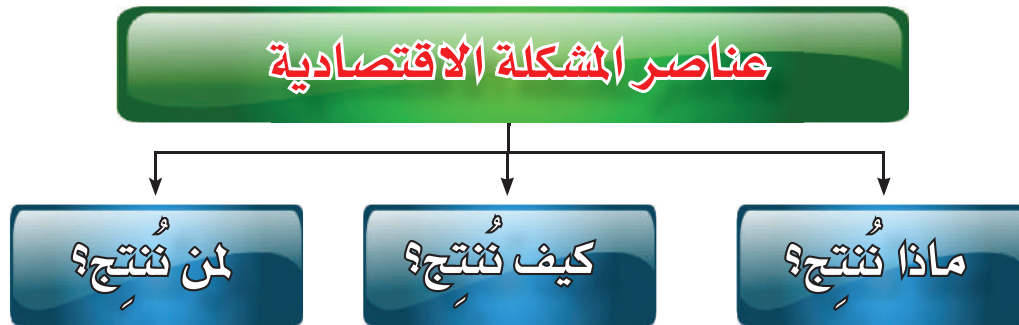 عناصر المشكلة الاقتصادية
ماذا نُنتِج؟
كيف نُنتِج؟
لمن نُنتِج؟